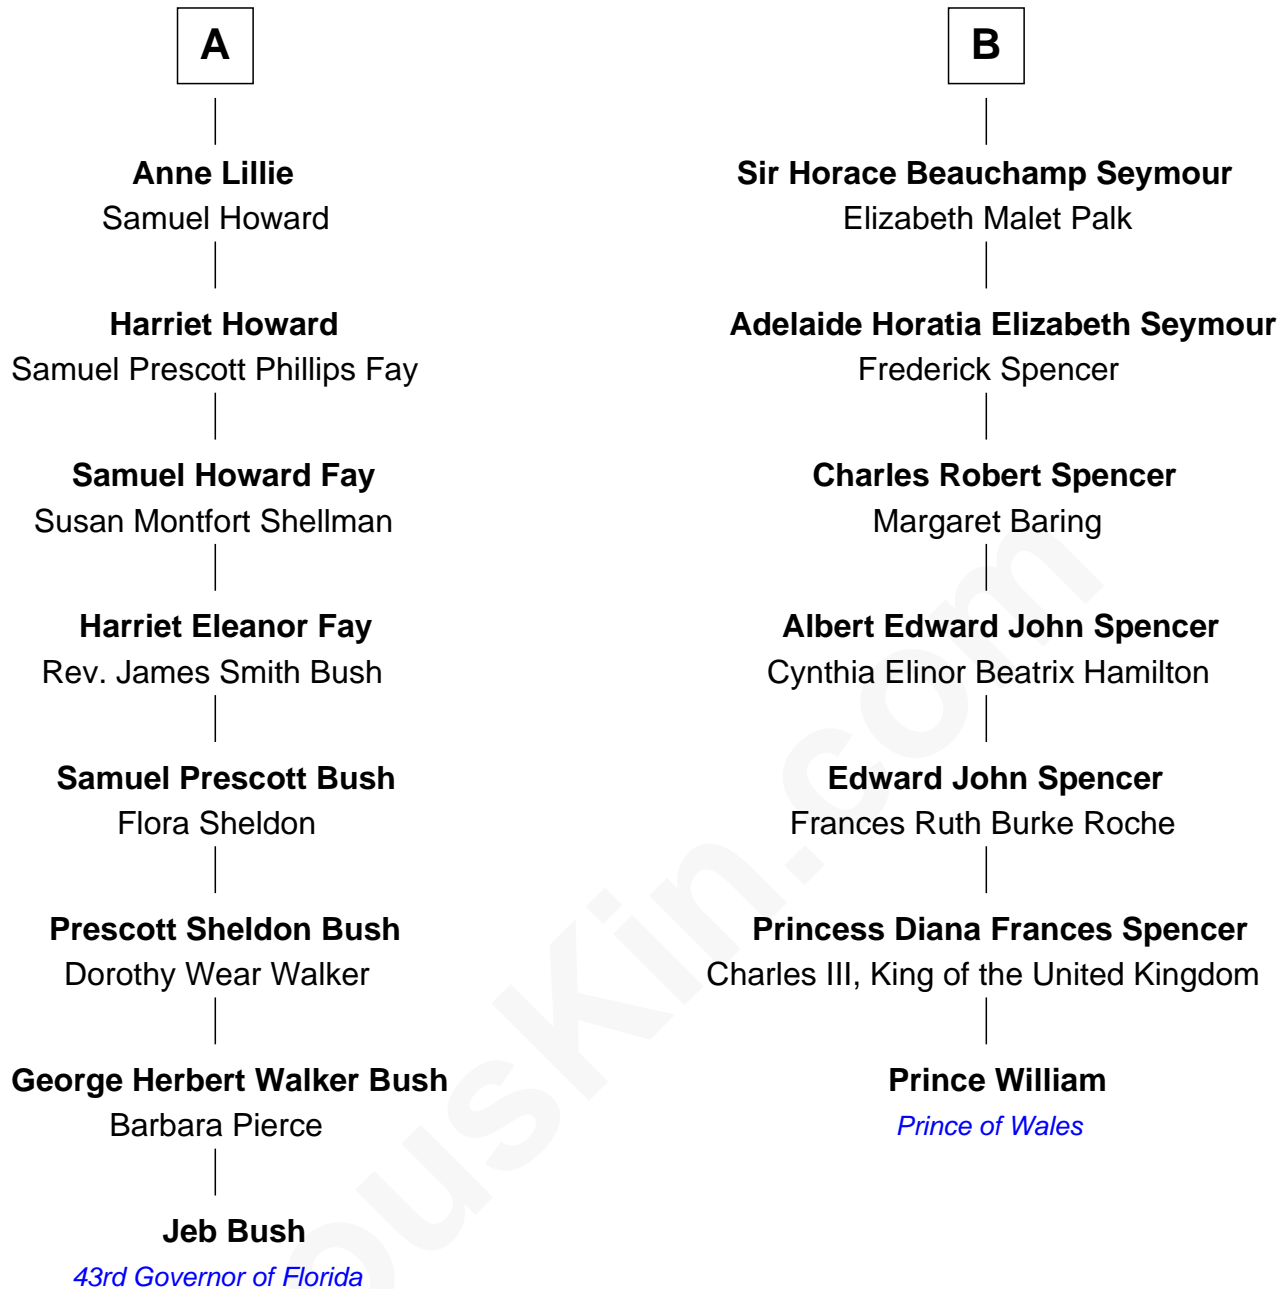 A
Anne Lillie
Samuel Howard
Harriet Howard
Samuel Prescott Phillips Fay
Samuel Howard Fay
Susan Montfort Shellman
Harriet Eleanor Fay
Rev. James Smith Bush
Samuel Prescott Bush
Flora Sheldon
Prescott Sheldon Bush
Dorothy Wear Walker
George Herbert Walker Bush
Barbara Pierce
Jeb Bush
43rd Governor of Florida
B
Sir Horace Beauchamp Seymour
Elizabeth Malet Palk
Adelaide Horatia Elizabeth Seymour
Frederick Spencer
Charles Robert Spencer
Margaret Baring
Albert Edward John Spencer
Cynthia Elinor Beatrix Hamilton
Edward John Spencer
Frances Ruth Burke Roche
Princess Diana Frances Spencer
Charles III, King of the United Kingdom
Prince William
Prince of Wales
ousKin.com